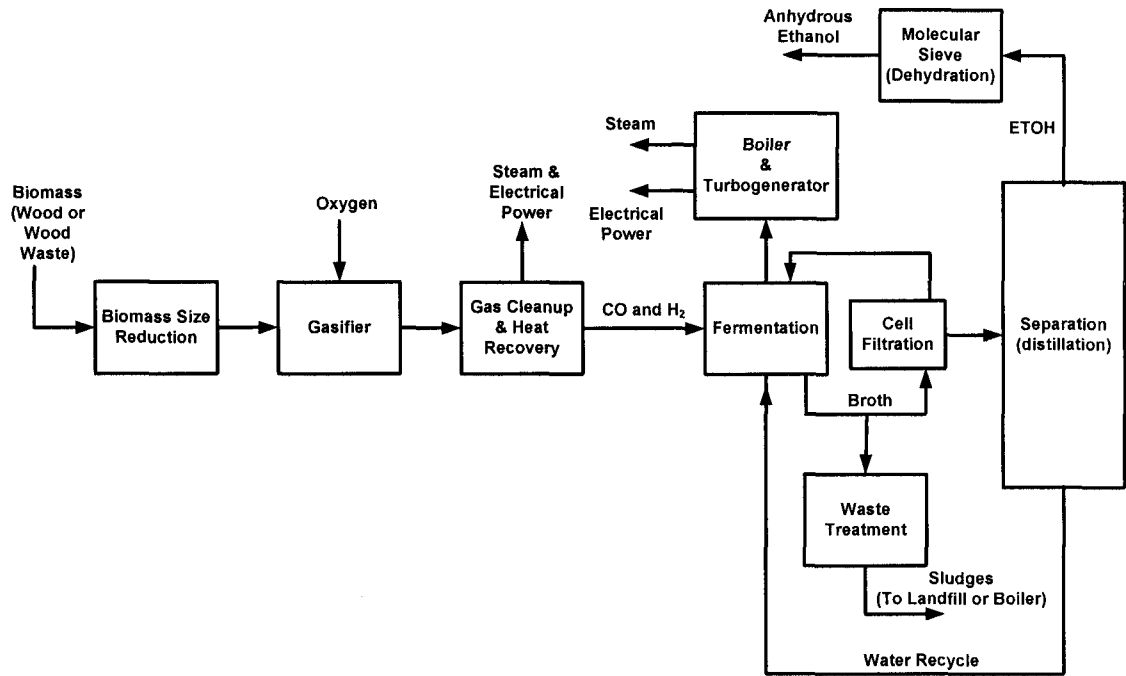 Anhydrous
Ethanol
Molecular
Sieve
(Dehydration)
ETOH
Steam
Boiler
&
Turbogenerator
Electrical
Power
Biomass
(Wood or
Wood
Waste)
Oxygen
Steam &
Electrical
Power
Biomass Size
Reduction
Gasifier
Gas Cleanup
& Heat
Recovery
CO and H₂
Fermentation
Cell
Filtration
Separation
(distillation)
Broth
Waste
Treatment
Sludges
(To Landfill or Boiler)
Water Recycle